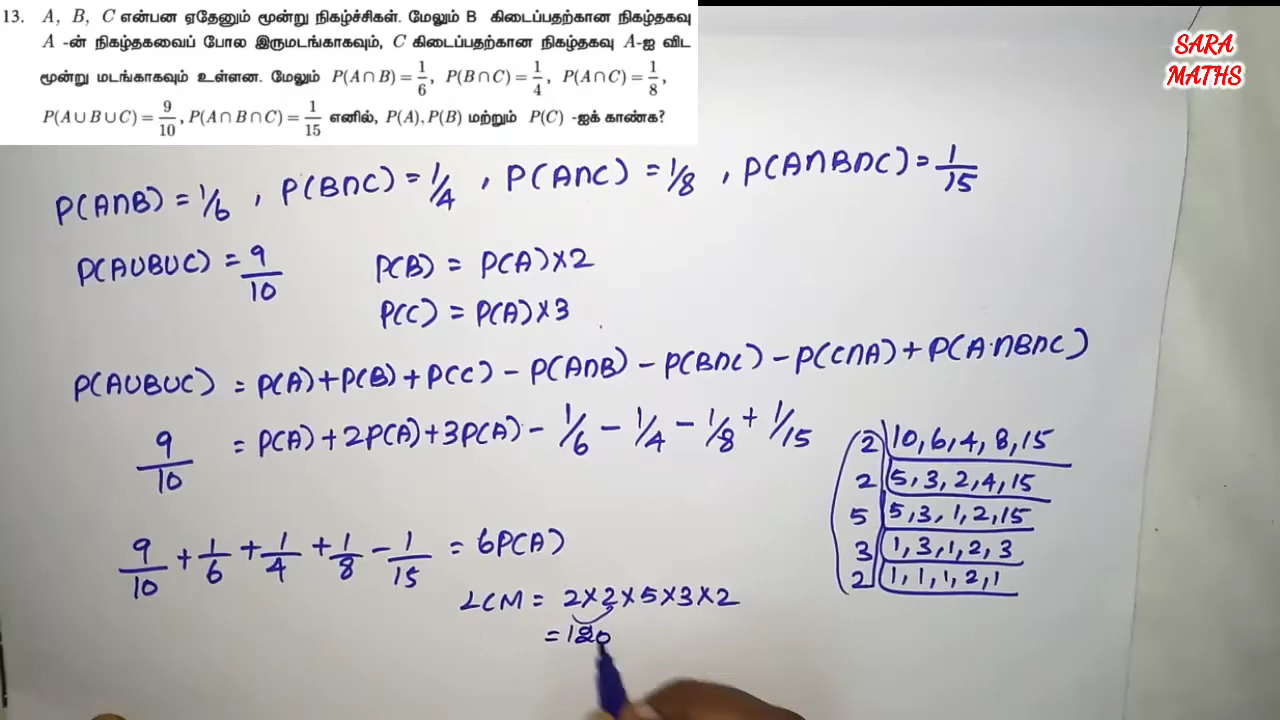 13. A, B, C என்பன ஏதேனும் மூன்று நிகழ்ச்சிகள். மேலும் B கிடைப்பதற்கான நிகழ்தகவு
A -ன் நிகழ்தகவைப் போல இருமடங்காகவும், C கிடைப்பதற்கான நிகழ்தகவு A-ஐ விட
மூன்று மடங்காகவும் உள்ளன. மேலும் P(A∩B) = 1/6, P(B∩C) = 1/4, P(A∩C) = 1/8,
P(A∪B∪C) = 9/10, P(A∩B∩C) = 1/15 எனில், P(A), P(B) மற்றும் P(C) -ஐக் காண்க?
SARA
MATHS
P(A∩B) = 1/6, P(B∩C) = 1/4, P(A∩C) = 1/8, P(A∩B∩C) = 1/15
P(A∪B∪C) = 9/10 P(B) = P(A)×2
P(C) = P(A)×3
P(A∪B∪C) = P(A)+P(B)+P(C) - P(A∩B) - P(B∩C) - P(C∩A) + P(A∩B∩C)
9/10 = P(A)+2P(A)+3P(A) - 1/6 - 1/4 - 1/8 + 1/15
9/10 + 1/6 + 1/4 + 1/8 - 1/15 = 6P(A)
LCM = 2×2×5×3×2
= 120
2 | 10, 6, 4, 8, 15
2 | 5, 3, 2, 4, 15
5 | 5, 3, 1, 2, 15
3 | 1, 3, 1, 2, 3
2 | 1, 1, 1, 2, 1